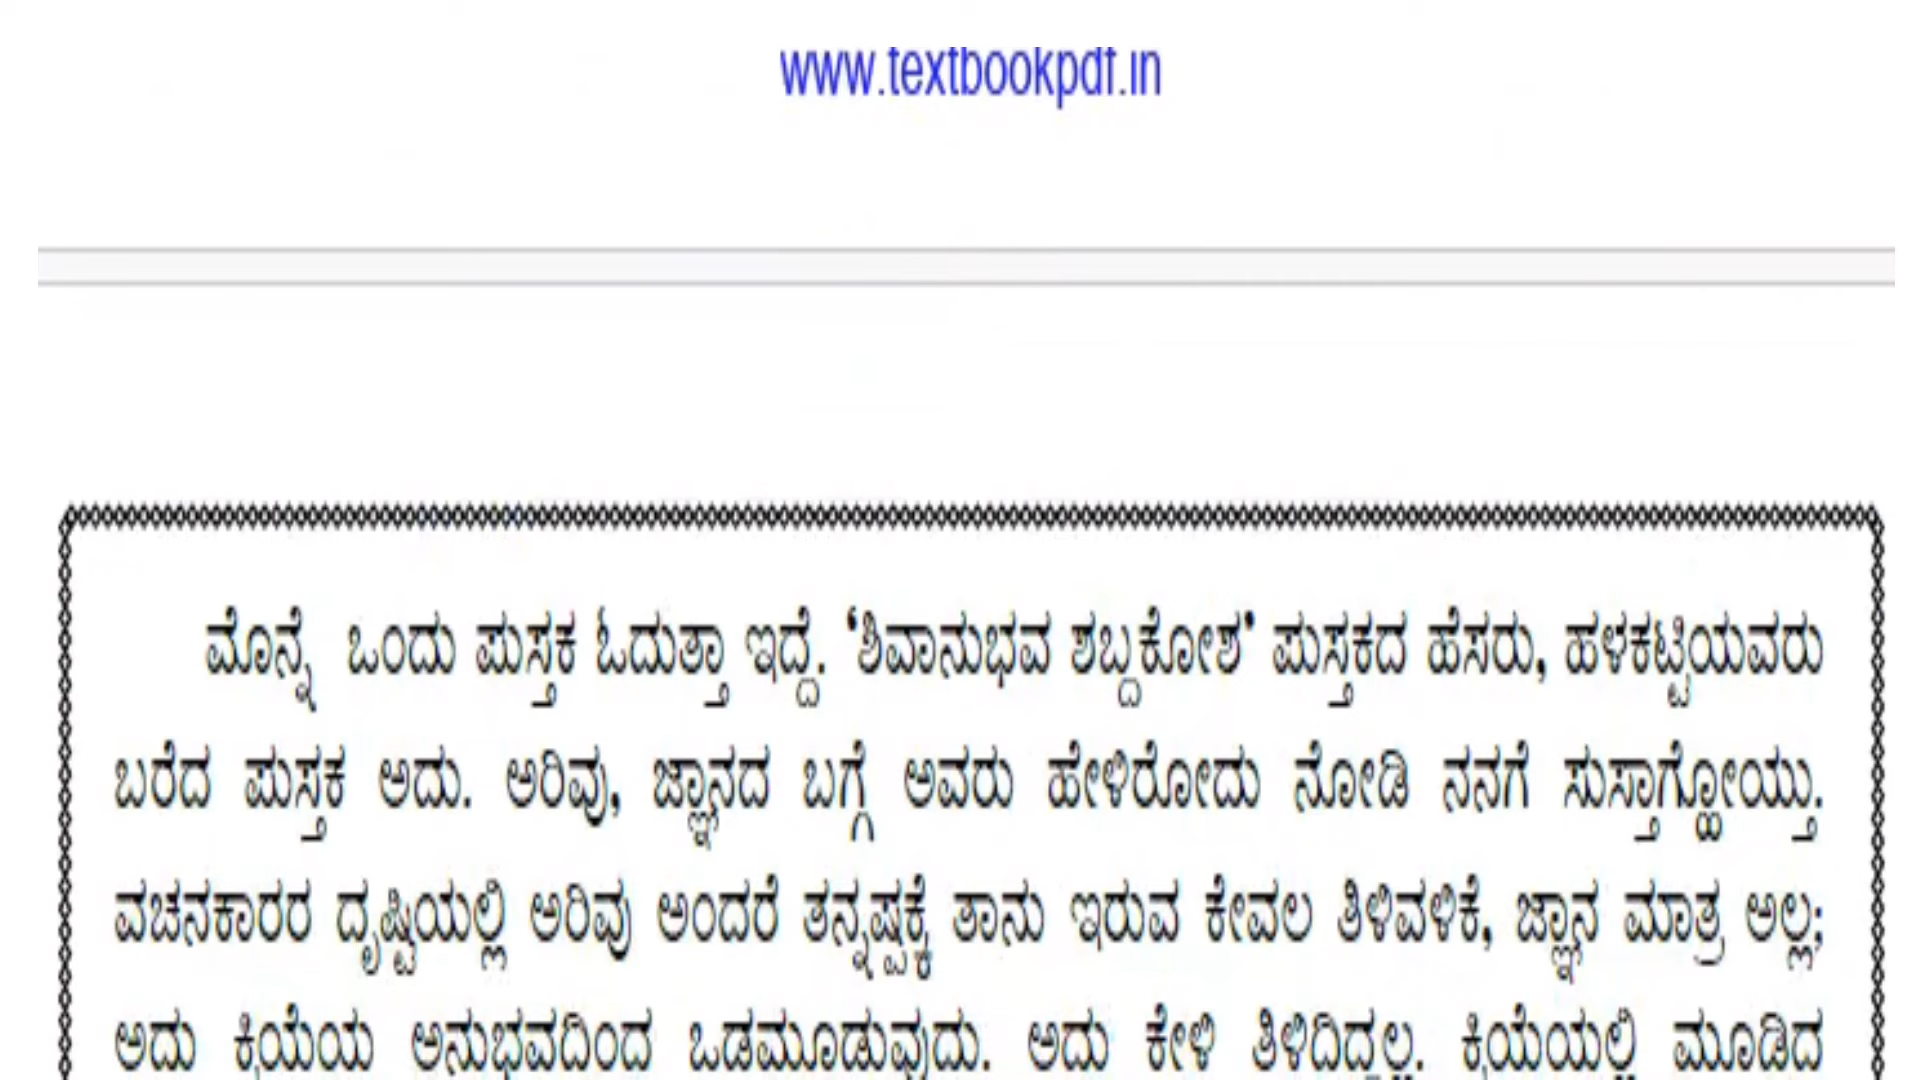 www.textbookpdf.in
ಮೊನ್ನೆ ಒಂದು ಪುಸ್ತಕ ಓದುತ್ತಾ ಇದ್ದೆ. ‘ಶಿವಾನುಭವ ಶಬ್ದಕೋಶ’ ಪುಸ್ತಕದ ಹೆಸರು, ಹಳಕಟ್ಟಿಯವರು
ಬರೆದ ಪುಸ್ತಕ ಅದು. ಅರಿವು, ಜ್ಞಾನದ ಬಗ್ಗೆ ಅವರು ಹೇಳಿರೋದು ನೋಡಿ ನನಗೆ ಸುಸ್ತಾಗ್ಹೋಯ್ತು.
ವಚನಕಾರರ ದೃಷ್ಟಿಯಲ್ಲಿ ಅರಿವು ಅಂದರೆ ತನ್ನಷ್ಟಕ್ಕೆ ತಾನು ಇರುವ ಕೇವಲ ತಿಳಿವಳಿಕೆ, ಜ್ಞಾನ ಮಾತ್ರ ಅಲ್ಲ;
ಅದು ಕ್ರಿಯೆಯ ಅನುಭವದಿಂದ ಒಡಮೂಡುವುದು. ಅದು ಕೇಳಿ ತಿಳಿದಿದ್ದಲ್ಲ. ಕ್ರಿಯೆಯಲ್ಲಿ ಮೂಡಿದ